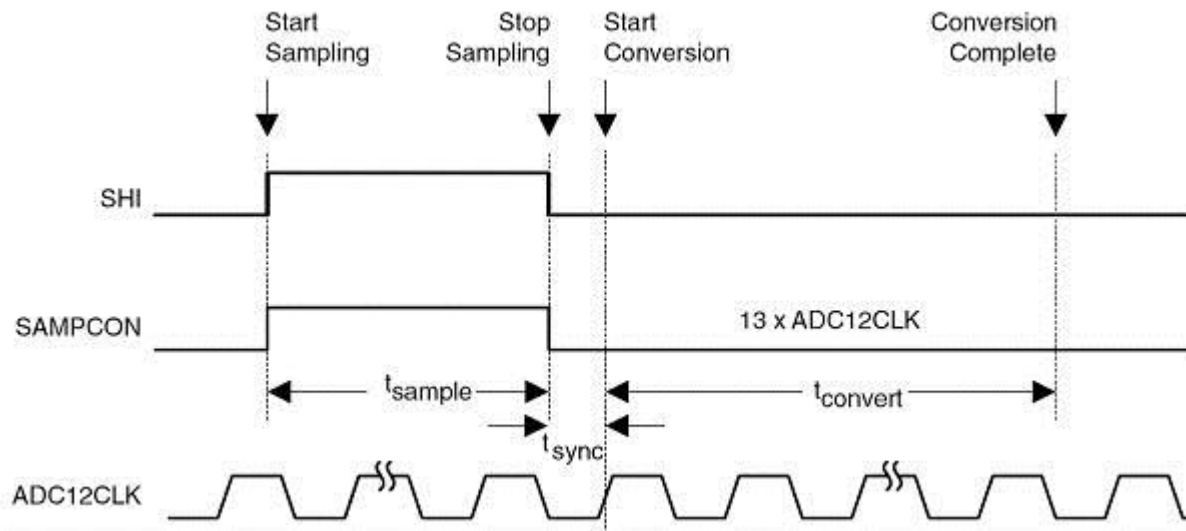 Start
Sampling
Stop
Sampling
Start
Conversion
Conversion
Complete
SHI
SAMPCON
13 x ADC12CLK
tsample
tconvert
tsync
ADC12CLK